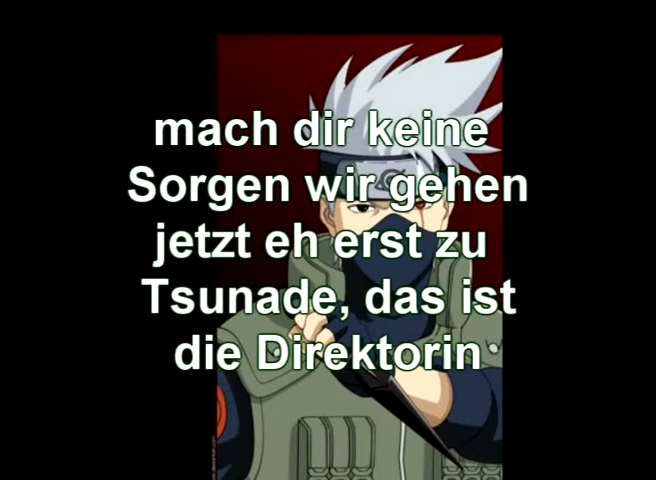 mach dir keine
Sorgen wir gehen
jetzt eh erst zu
Tsunade, das ist
die Direktorin